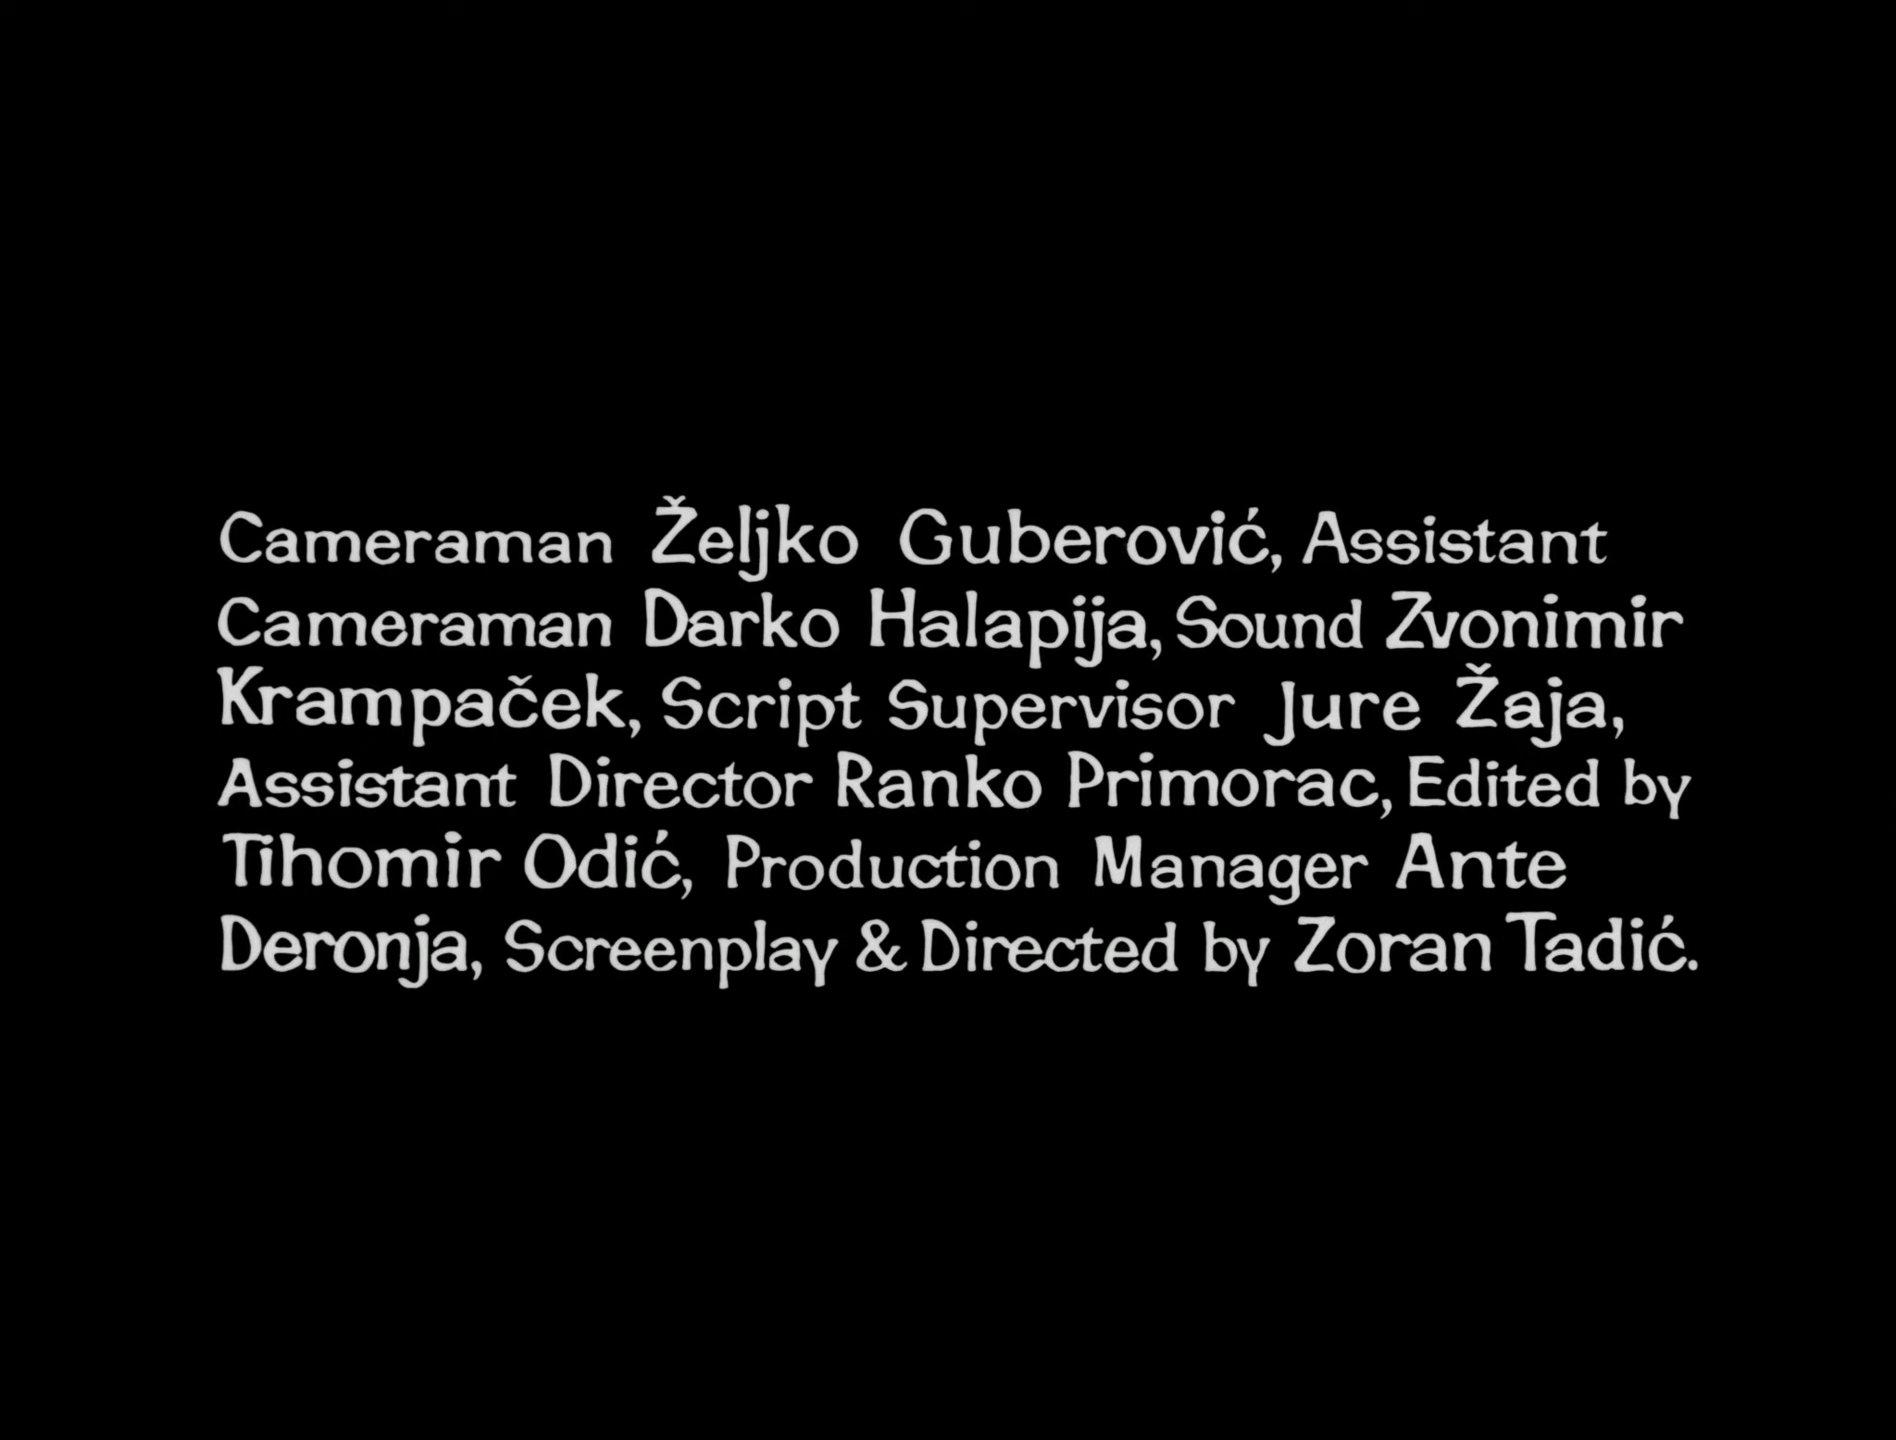 Cameraman Željko Guberović, Assistant
Cameraman Darko Halapija, Sound Zvonimir
Krampaček, Script Supervisor Jure Žaja,
Assistant Director Ranko Primorac, Edited by
Tihomir Odić, Production Manager Ante
Deronja, Screenplay & Directed by Zoran Tadić.